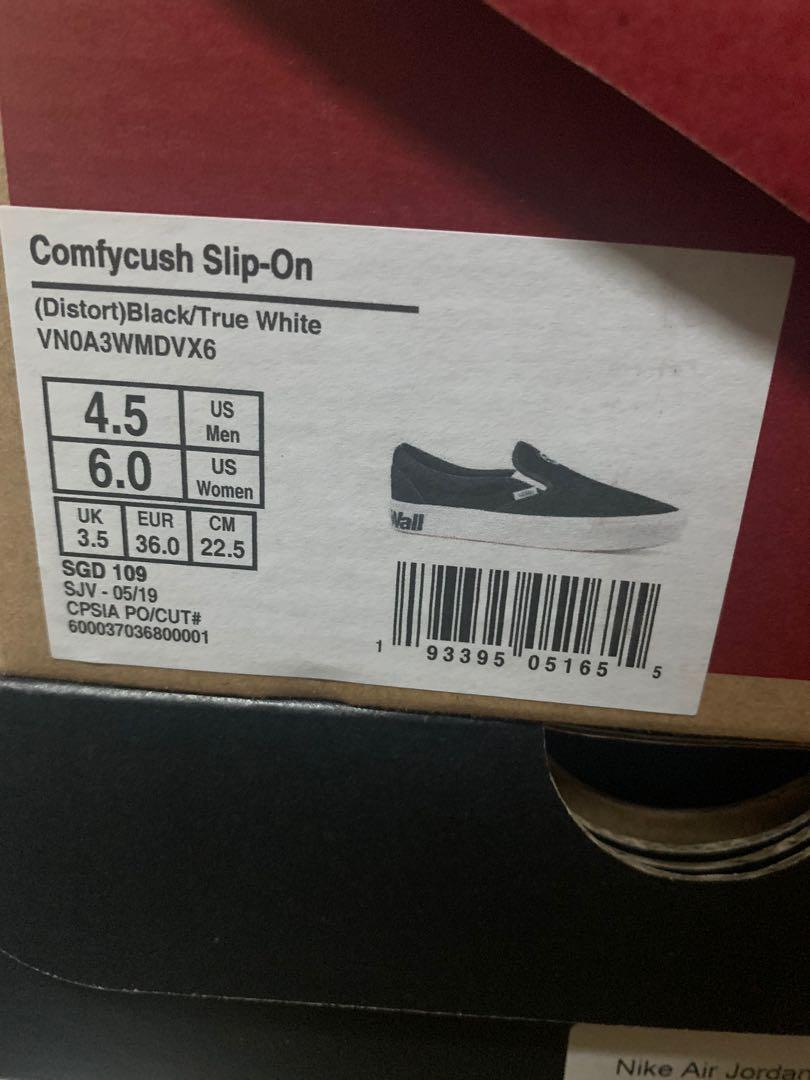 Comfycush Slip-On
(Distort)Black/True White
VN0A3WMDVX6
4.5 US Men
6.0 US Women
UK 3.5 EUR 36.0 CM 22.5
SGD 109
SJV - 05/19
CPSIA PO/CUT#
600037036800001
Wall
1 93395 05165 5
Nike Air Jordan